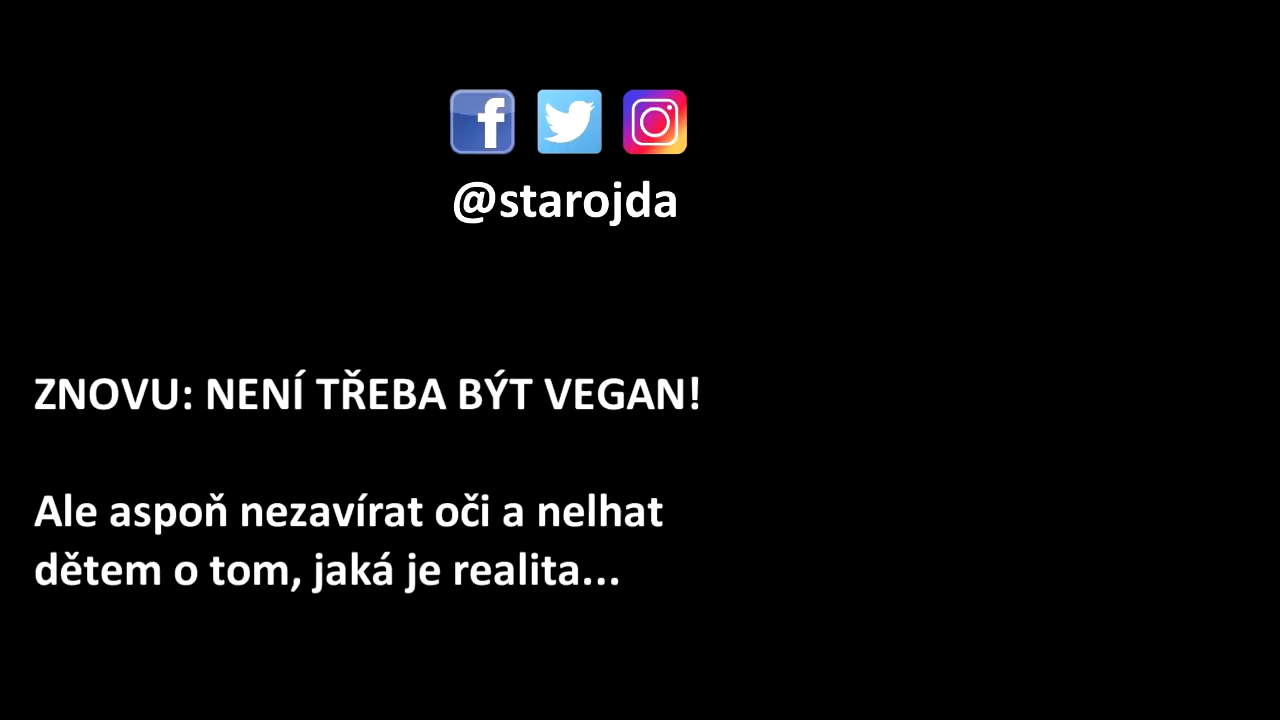 @starojda
ZNOVU: NENÍ TŘEBA BÝT VEGAN!
Ale aspoň nezavírat oči a nelhat
dětem o tom, jaká je realita...